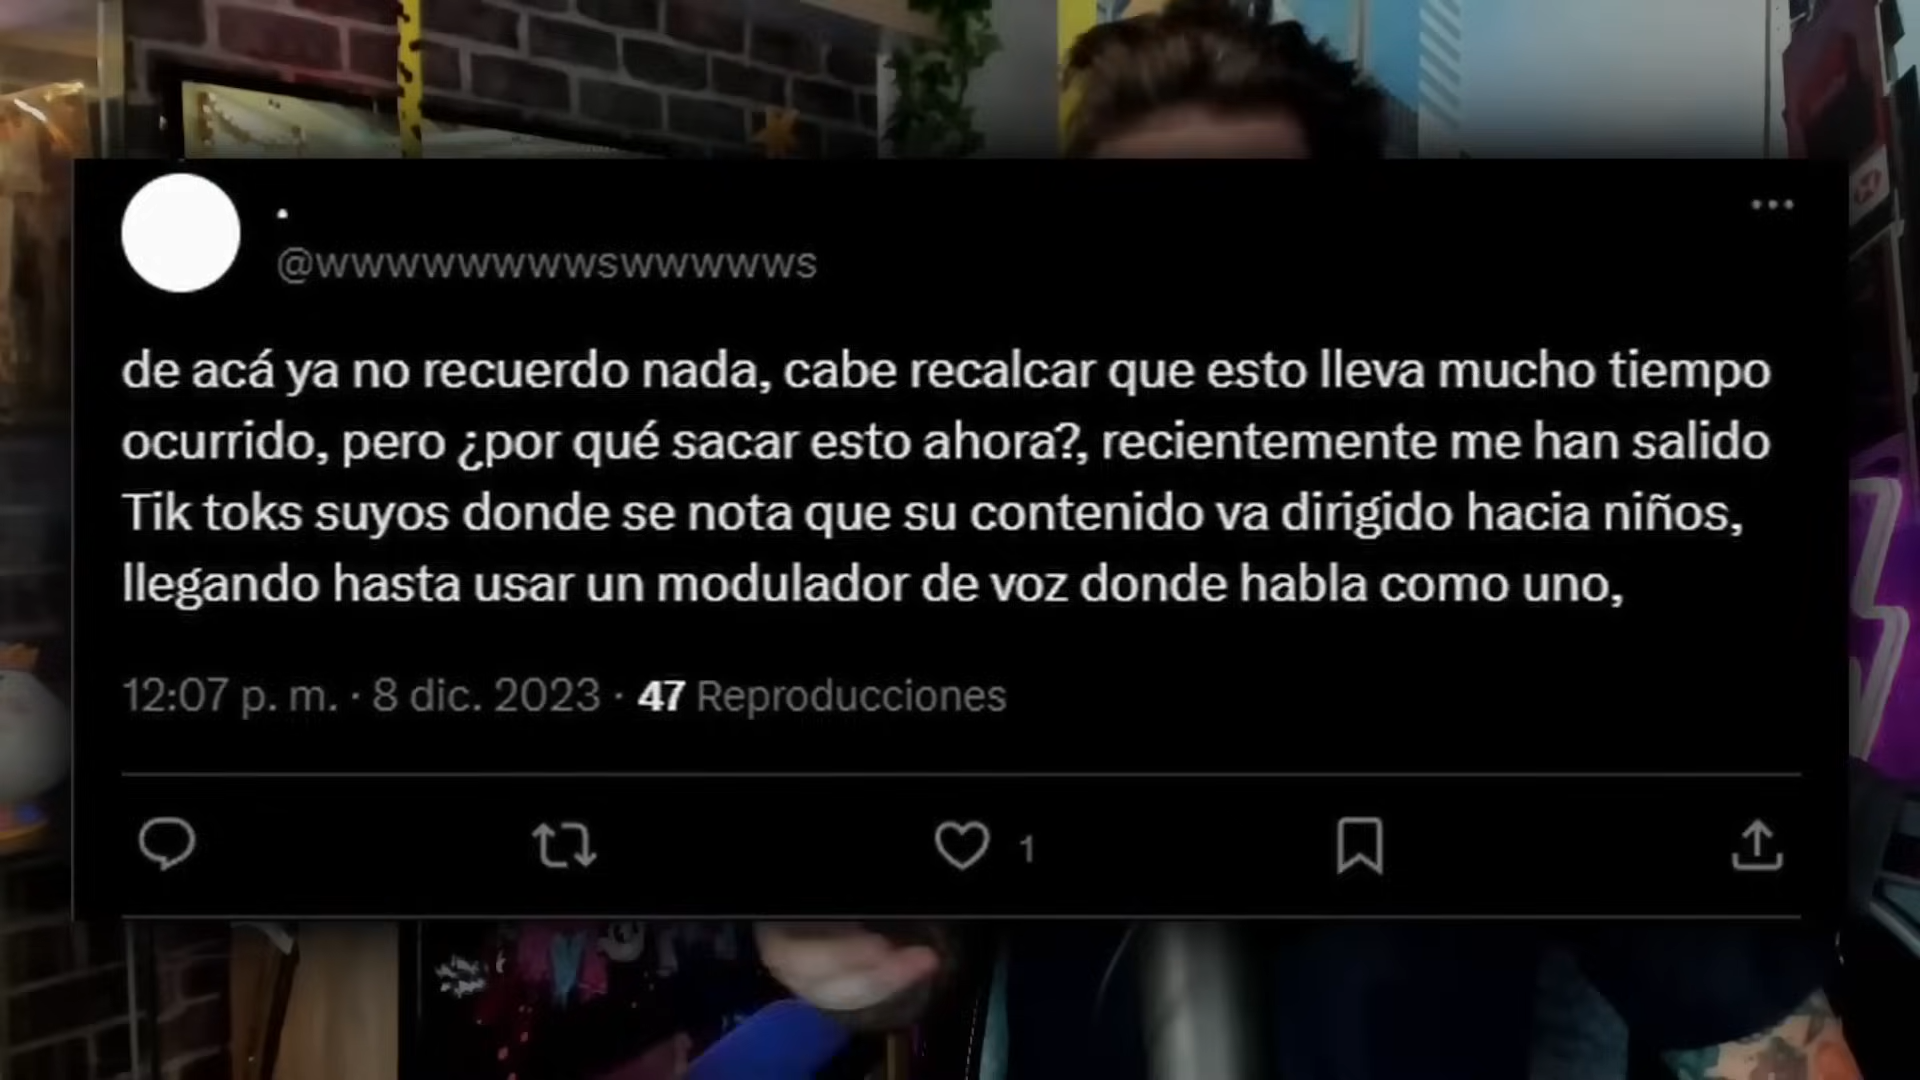 .
@wwwwwwwwswwwwws
de acá ya no recuerdo nada, cabe recalcar que esto lleva mucho tiempo
ocurrido, pero ¿por qué sacar esto ahora?, recientemente me han salido
Tik toks suyos donde se nota que su contenido va dirigido hacia niños,
llegando hasta usar un modulador de voz donde habla como uno,
12:07 p. m. · 8 dic. 2023 · 47 Reproducciones
1